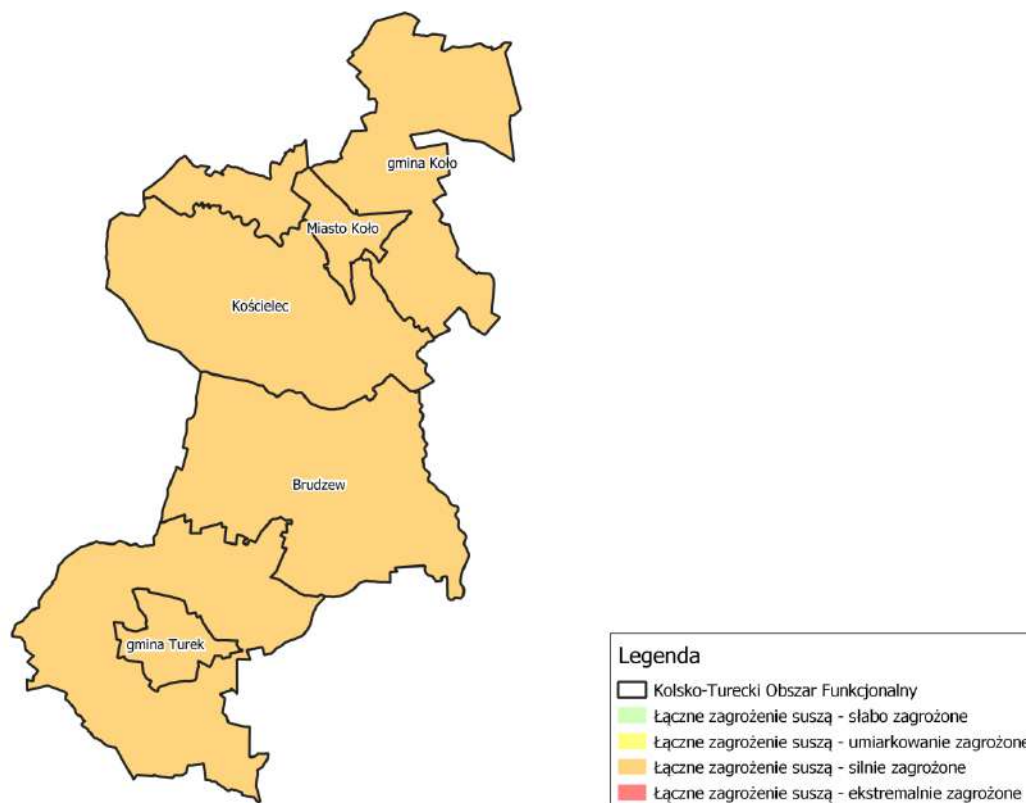 gmina Koło
Miasto Koło
Kościelec
Brudzew
gmina Turek
Legenda
Kolsko-Turecki Obszar Funkcjonalny
Łączne zagrożenie suszą - słabo zagrożone
Łączne zagrożenie suszą - umiarkowanie zagrożone
Łączne zagrożenie suszą - silnie zagrożone
Łączne zagrożenie suszą - ekstremalnie zagrożone